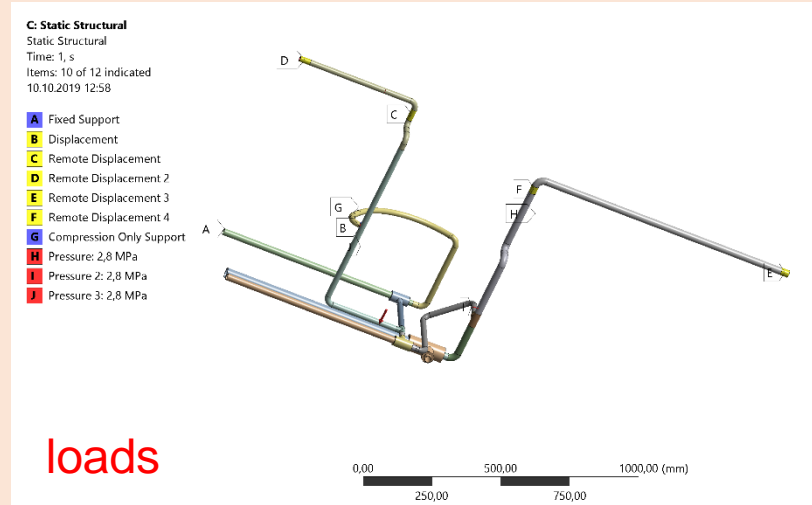 C: Static Structural
Static Structural
Time: 1, s
Items: 10 of 12 indicated
10.10.2019 12:58
A Fixed Support
B Displacement
C Remote Displacement
D Remote Displacement 2
E Remote Displacement 3
F Remote Displacement 4
G Compression Only Support
H Pressure: 2,8 MPa
I Pressure 2: 2,8 MPa
J Pressure 3: 2,8 MPa
D
C
F
G
H
B
A
E
loads
0,00 500,00 1000,00 (mm)
250,00 750,00